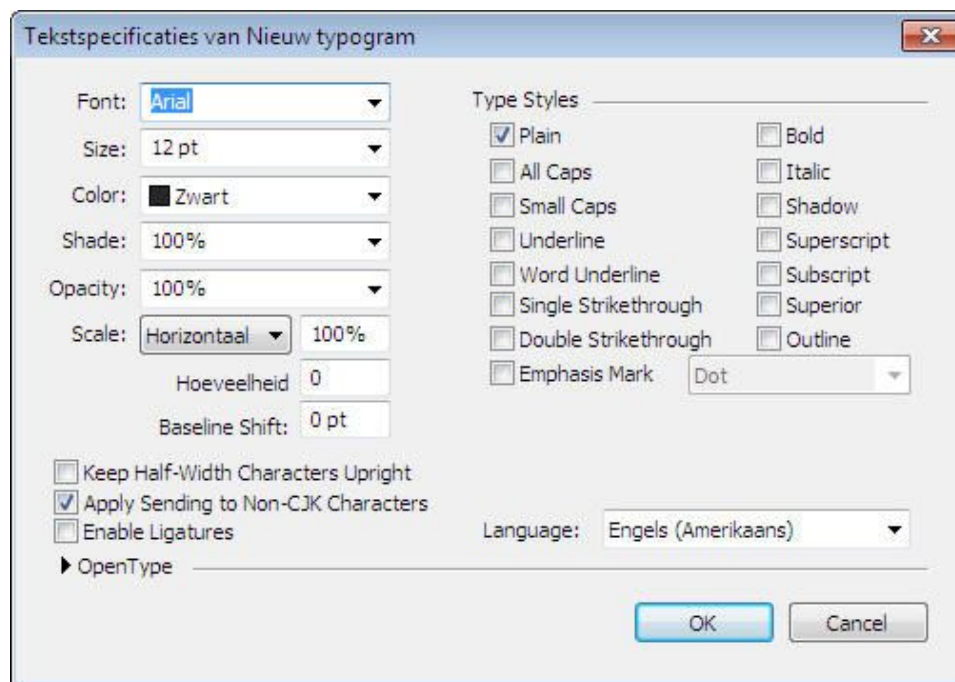 Tekstspecificaties van Nieuw typogram
Font: Arial
Size: 12 pt
Color: Zwart
Shade: 100%
Opacity: 100%
Scale: Horizontaal 100%
Hoeveelheid 0
Baseline Shift: 0 pt
Type Styles
Plain Bold
All Caps Italic
Small Caps Shadow
Underline Superscript
Word Underline Subscript
Single Strikethrough Superior
Double Strikethrough Outline
Emphasis Mark Dot
Keep Half-Width Characters Upright
Apply Sending to Non-CJK Characters
Enable Ligatures
Language: Engels (Amerikaans)
OpenType
OK Cancel